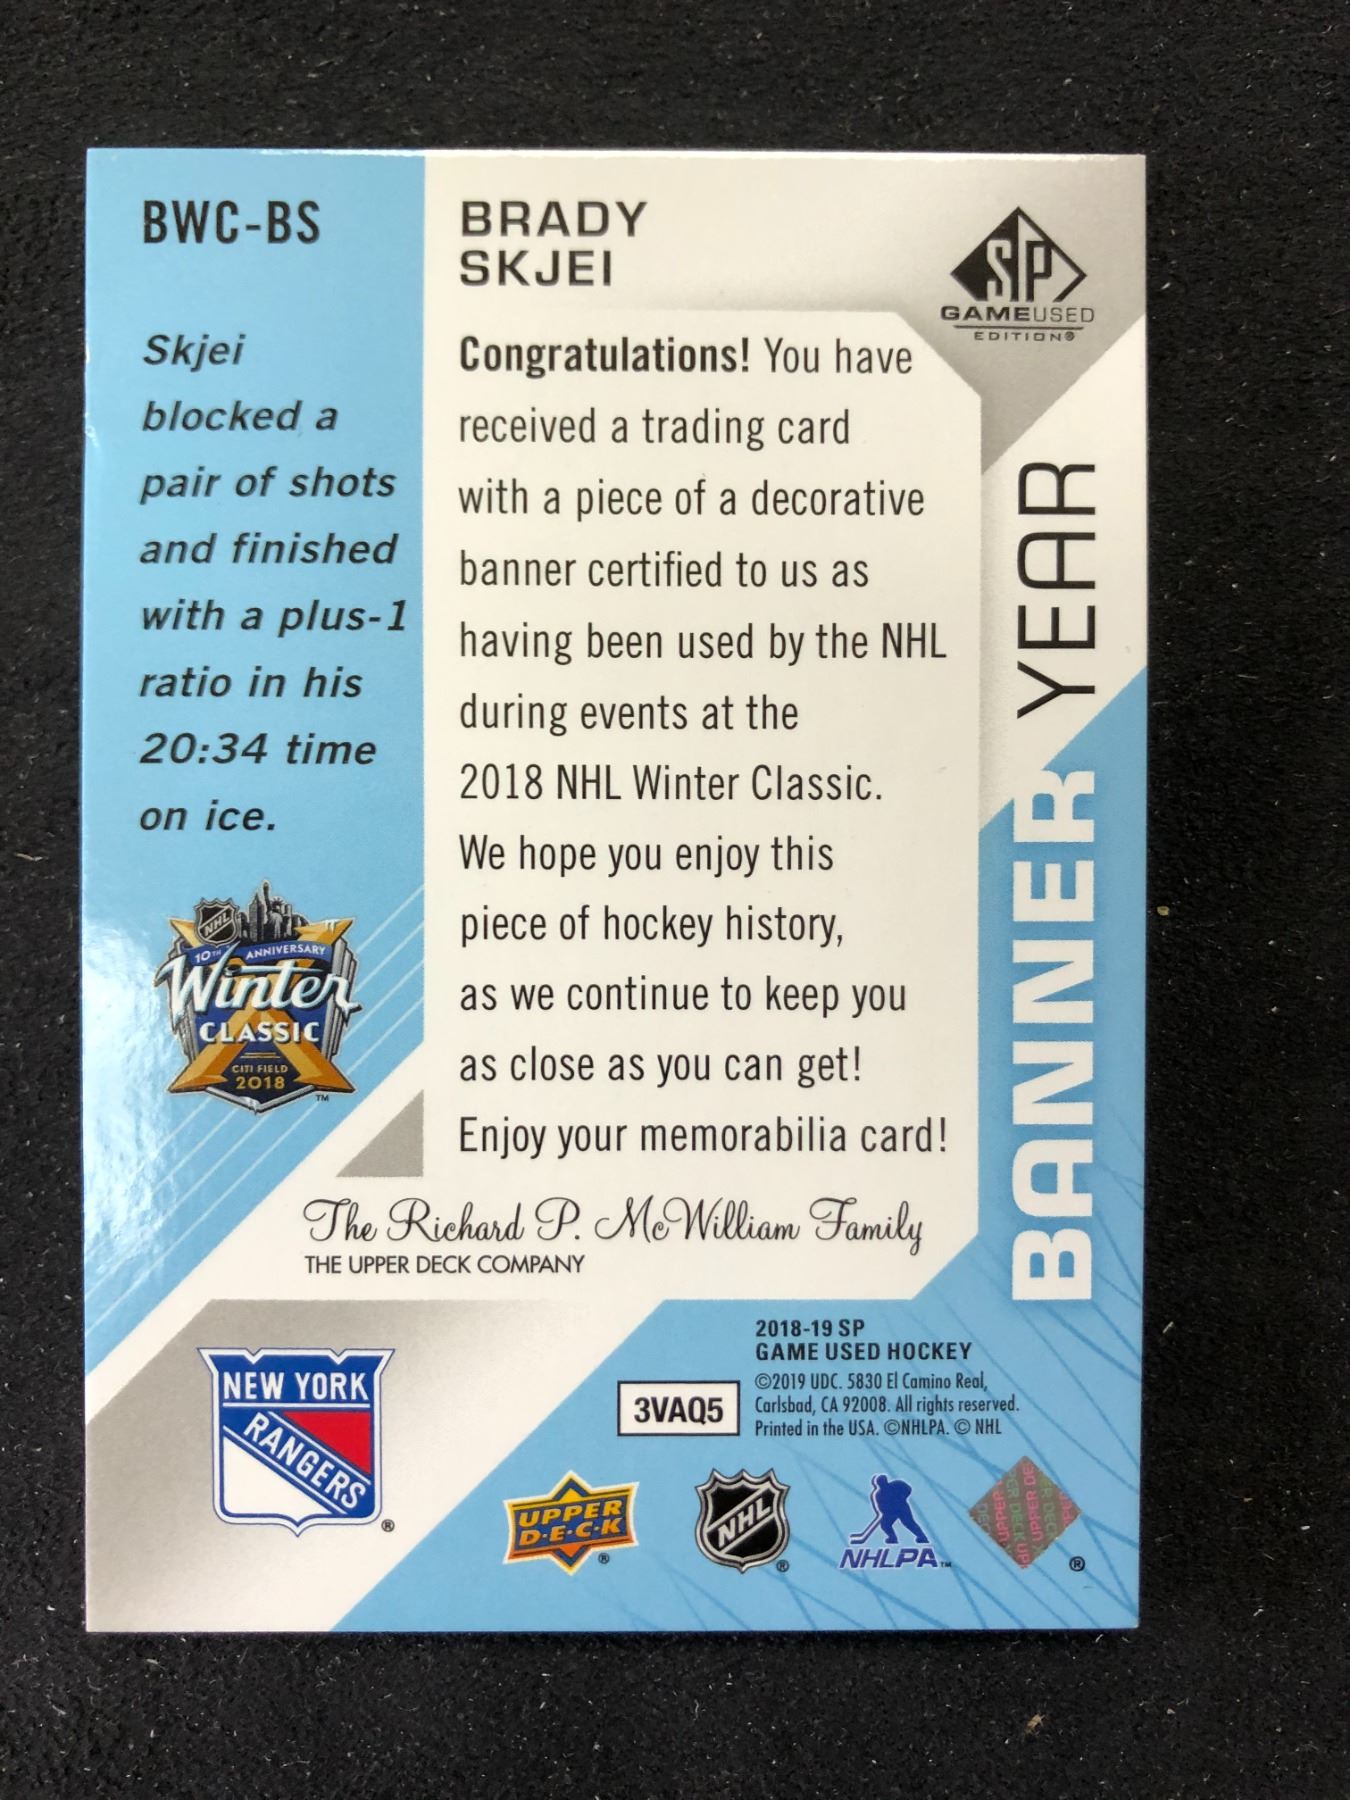 BWC-BS
Skjei
blocked a
pair of shots
and finished
with a plus-1
ratio in his
20:34 time
on ice.
NHL
10TH ANNIVERSARY
Winter
CLASSIC
CITI FIELD
2018
TM
BRADY
SKJEI
SP
GAMEUSED
EDITION®
Congratulations! You have
received a trading card
with a piece of a decorative
banner certified to us as
having been used by the NHL
during events at the
2018 NHL Winter Classic.
We hope you enjoy this
piece of hockey history,
as we continue to keep you
as close as you can get!
Enjoy your memorabilia card!
The Richard P. McWilliam Family
THE UPPER DECK COMPANY
BANNER YEAR
NEW YORK
RANGERS
®
2018-19 SP
GAME USED HOCKEY
3VAQ5
©2019 UDC. 5830 El Camino Real,
Carlsbad, CA 92008. All rights reserved.
Printed in the USA. ©NHLPA. © NHL
UPPER
D·E·C·K
®
NHL
®
NHLPA™
UPPER DE
®